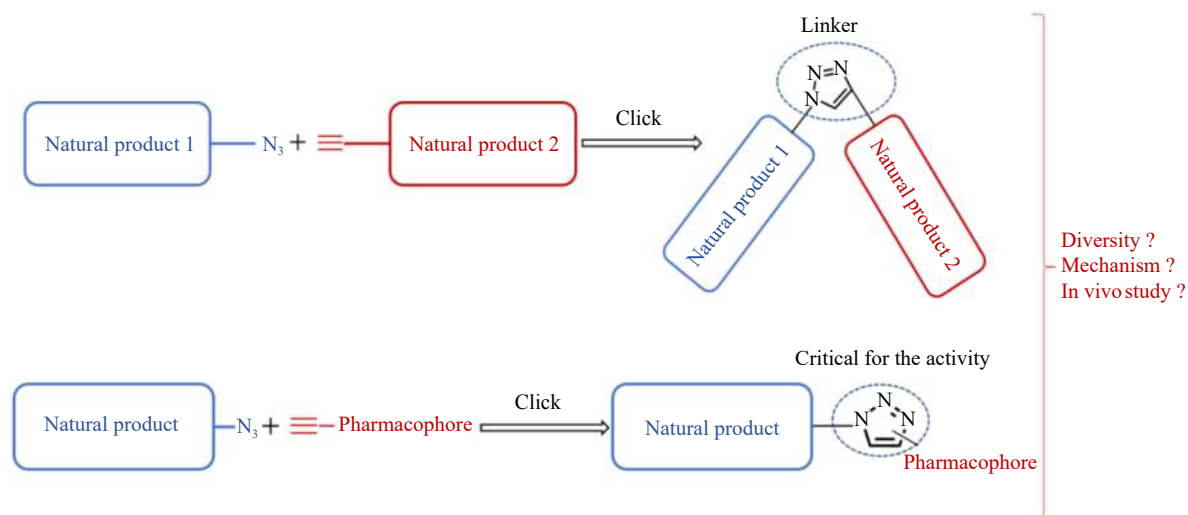 Linker
N=N
N
Natural product 1
N₃ +
Natural product 2
Click
Natural product 1
Natural product 2
Diversity ?
Mechanism ?
In vivo study ?
Critical for the activity
Natural product
N₃ +
Pharmacophore
Click
Natural product
N
N
N
Pharmacophore